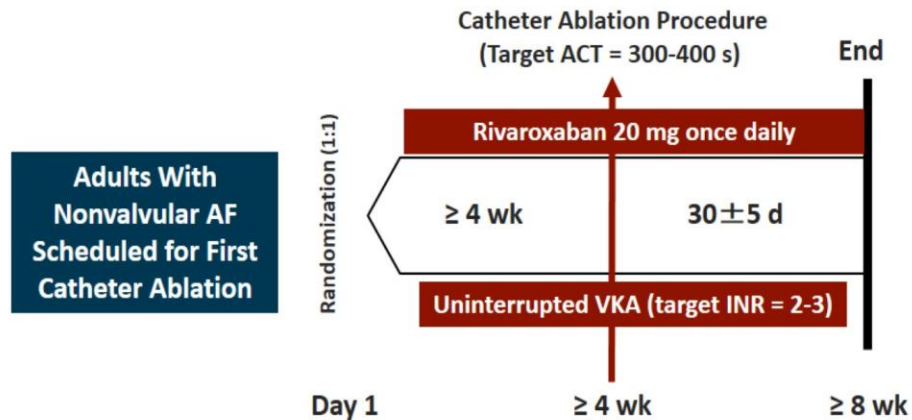 Catheter Ablation Procedure
(Target ACT = 300-400 s)
End
Adults With
Nonvalvular AF
Scheduled for First
Catheter Ablation
Randomization (1:1)
Rivaroxaban 20 mg once daily
≥ 4 wk
30±5 d
Uninterrupted VKA (target INR = 2-3)
Day 1
≥ 4 wk
≥ 8 wk